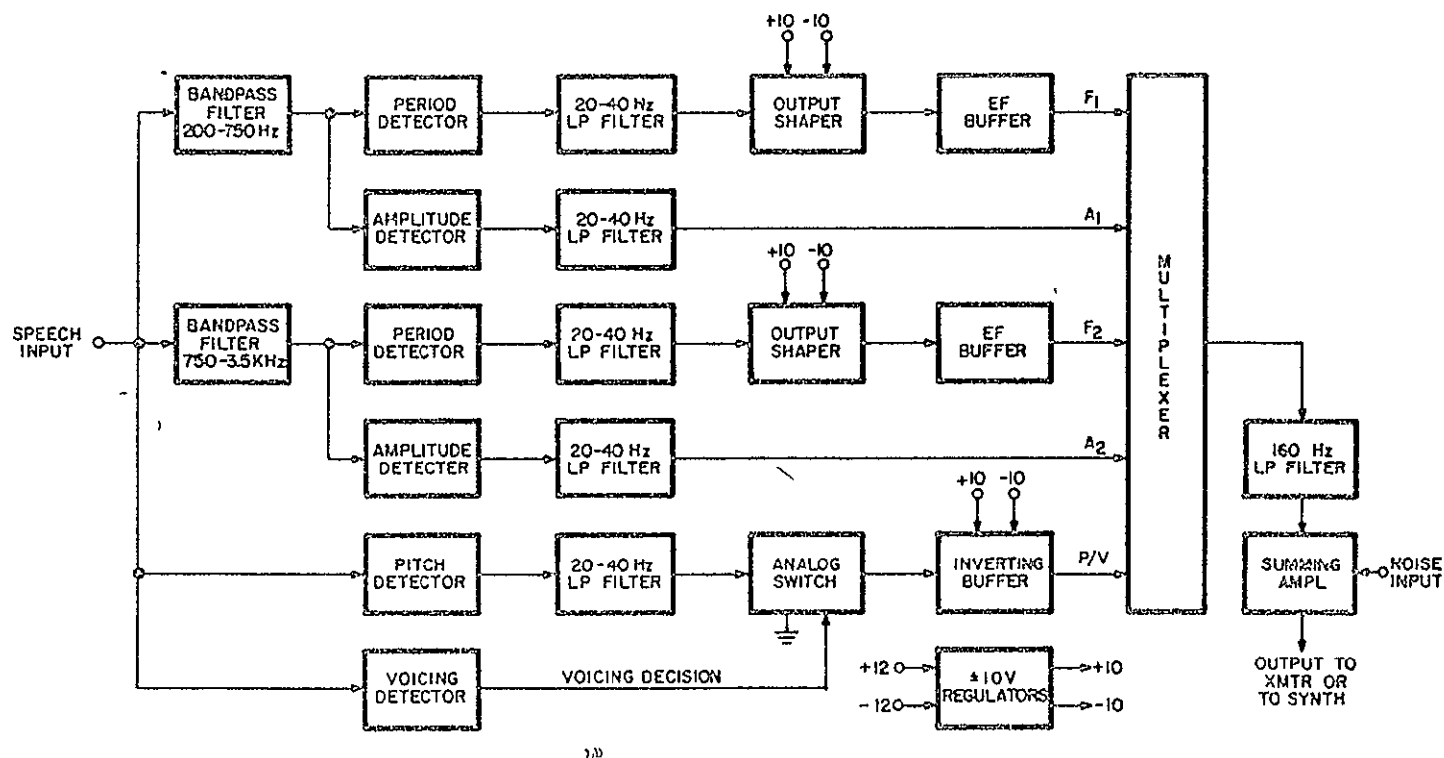 +10 -10
BANDPASS
FILTER
200-750 Hz
PERIOD
DETECTOR
20-40 Hz
LP FILTER
OUTPUT
SHAPER
EF
BUFFER
F1
AMPLITUDE
DETECTOR
20-40 Hz
LP FILTER
A1
+10 -10
SPEECH
INPUT
BANDPASS
FILTER
750-3.5KHz
PERIOD
DETECTOR
20-40 Hz
LP FILTER
OUTPUT
SHAPER
EF
BUFFER
F2
MULTIPLEXER
AMPLITUDE
DETECTER
20-40 Hz
LP FILTER
A2
160 Hz
LP FILTER
+10 -10
PITCH
DETECTOR
20-40 Hz
LP FILTER
ANALOG
SWITCH
INVERTING
BUFFER
P/V
SUMMING
AMPL
NOISE
INPUT
VOICING
DETECTOR
VOICING DECISION
+12
-12
±10V
REGULATORS
+10
-10
OUTPUT TO
XMTR OR
TO SYNTH